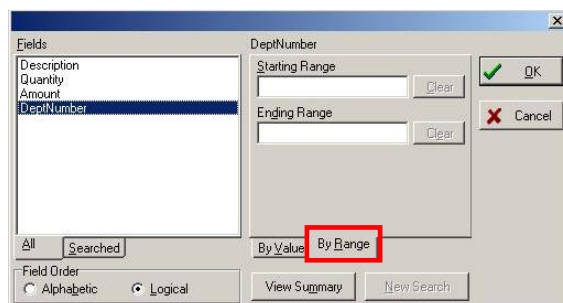 Fields
Description
Quantity
Amount
DeptNumber
All
Searched
Field Order
Alphabetic
Logical
DeptNumber
Starting Range
Clear
Ending Range
Clear
By Value
By Range
View Summary
New Search
OK
Cancel